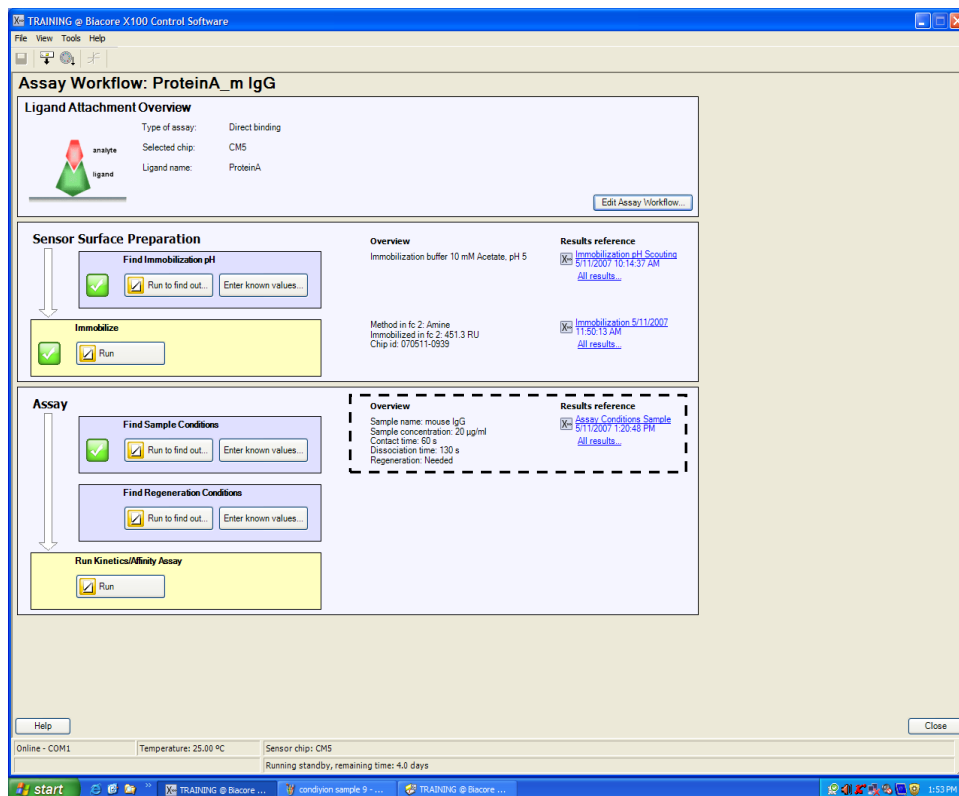 TRAINING @ Biacore X100 Control Software
File View Tools Help
Assay Workflow: ProteinA_m IgG
Ligand Attachment Overview
Type of assay: Direct binding
analyte
Selected chip: CM5
ligand
Ligand name: ProteinA
Edit Assay Workflow...
Sensor Surface Preparation
Overview
Results reference
Find Immobilization pH
Immobilization buffer 10 mM Acetate, pH 5
Immobilization pH Scouting
5/11/2007 10:14:37 AM
All results...
Run to find out... Enter known values...
Immobilize
Run
Method in fc 2: Amine
Immobilized in fc 2: 451.3 RU
Chip id: 070511-0939
Immobilization 5/11/2007
11:50:13 AM
All results...
Assay
Overview
Results reference
Find Sample Conditions
Run to find out... Enter known values...
Sample name: mouse IgG
Sample concentration: 20 µg/ml
Contact time: 60 s
Dissociation time: 130 s
Regeneration: Needed
Assay Conditions Sample
5/11/2007 1:20:48 PM
All results...
Find Regeneration Conditions
Run to find out... Enter known values...
Run Kinetics/Affinity Assay
Run
Help
Close
Online - COM1 Temperature: 25.00 ºC Sensor chip: CM5
Running standby, remaining time: 4.0 days
start TRAINING @ Biacore ... condiyion sample 9 - ... TRAINING @ Biacore ... 1:53 PM